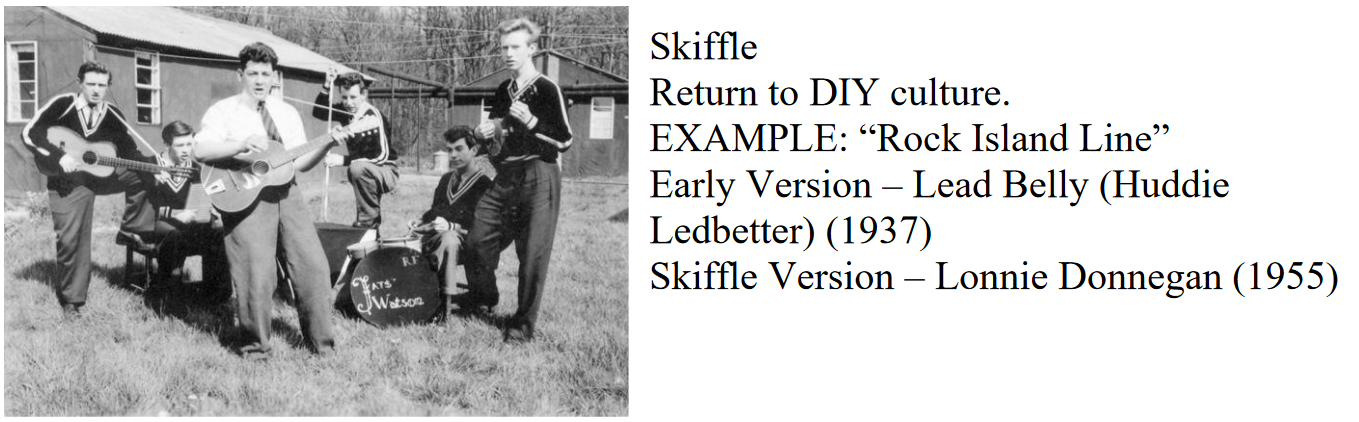 Skiffle
Return to DIY culture.
EXAMPLE: “Rock Island Line”
Early Version – Lead Belly (Huddie
Ledbetter) (1937)
Skiffle Version – Lonnie Donnegan (1955)
Watson